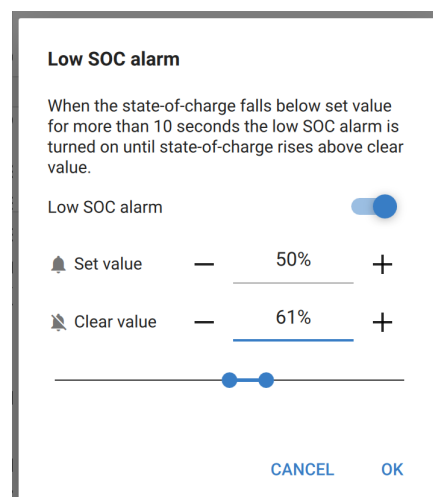 Low SOC alarm
When the state-of-charge falls below set value
for more than 10 seconds the low SOC alarm is
turned on until state-of-charge rises above clear
value.
Low SOC alarm
Set value — 50% +
Clear value — 61% +
CANCEL OK